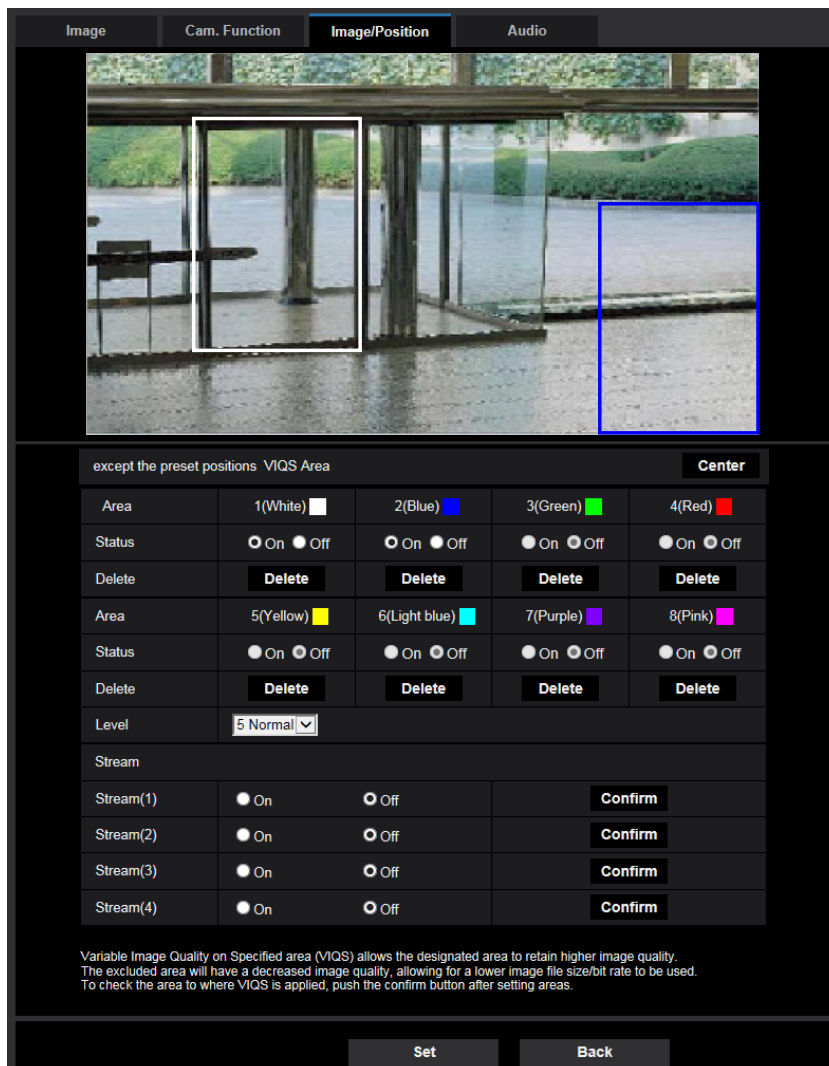 Image Cam. Function Image/Position Audio
except the preset positions VIQS Area Center
Area 1(White) 2(Blue) 3(Green) 4(Red)
Status On Off On Off On Off On Off
Delete Delete Delete Delete Delete
Area 5(Yellow) 6(Light blue) 7(Purple) 8(Pink)
Status On Off On Off On Off On Off
Delete Delete Delete Delete Delete
Level 5 Normal
Stream
Stream(1) On Off Confirm
Stream(2) On Off Confirm
Stream(3) On Off Confirm
Stream(4) On Off Confirm
Variable Image Quality on Specified area (VIQS) allows the designated area to retain higher image quality.
The excluded area will have a decreased image quality, allowing for a lower image file size/bit rate to be used.
To check the area to where VIQS is applied, push the confirm button after setting areas.
Set Back